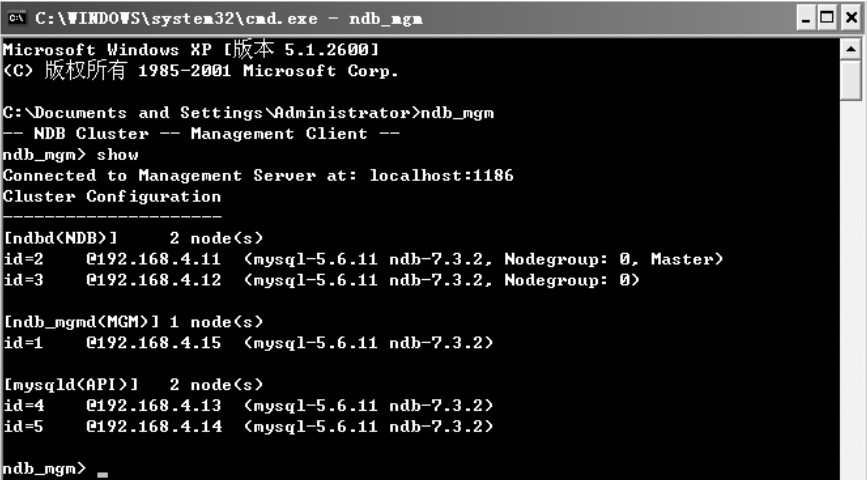 C:\WINDOWS\system32\cmd.exe - ndb_mgm
Microsoft Windows XP [版本 5.1.2600]
(C) 版权所有 1985-2001 Microsoft Corp.
C:\Documents and Settings\Administrator>ndb_mgm
-- NDB Cluster -- Management Client --
ndb_mgm> show
Connected to Management Server at: localhost:1186
Cluster Configuration
---------------------
[ndbd(NDB)]     2 node(s)
id=2    @192.168.4.11  (mysql-5.6.11 ndb-7.3.2, Nodegroup: 0, Master)
id=3    @192.168.4.12  (mysql-5.6.11 ndb-7.3.2, Nodegroup: 0)
[ndb_mgmd(MGM)] 1 node(s)
id=1    @192.168.4.15  (mysql-5.6.11 ndb-7.3.2)
[mysqld(API)]   2 node(s)
id=4    @192.168.4.13  (mysql-5.6.11 ndb-7.3.2)
id=5    @192.168.4.14  (mysql-5.6.11 ndb-7.3.2)
ndb_mgm> _